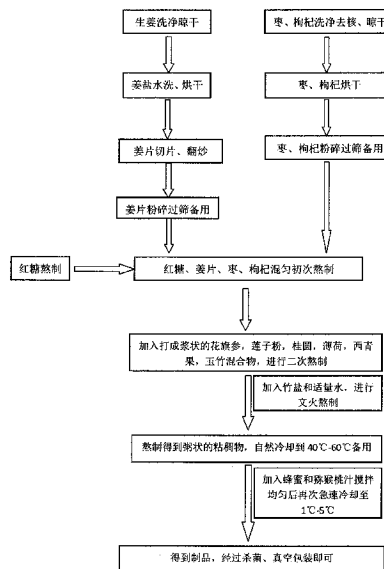 生姜洗净晾干
枣、枸杞洗净去核、晾干
姜盐水洗、烘干
枣、枸杞烘干
姜片切片、翻炒
枣、枸杞粉碎过筛备用
姜片粉碎过筛备用
红糖熬制
红糖、姜片、枣、枸杞混匀初次熬制
加入打成浆状的花旗参，莲子粉，桂圆，薄荷，西青
果，玉竹混合物，进行二次熬制
加入竹盐和适量水、进行
文火熬制
熬制得到粥状的粘稠物，自然冷却到40℃-60℃备用
加入蜂蜜和猕猴桃汁搅拌
均匀后再次急速冷却至
1℃-5℃
得到制品，经过杀菌、真空包装即可